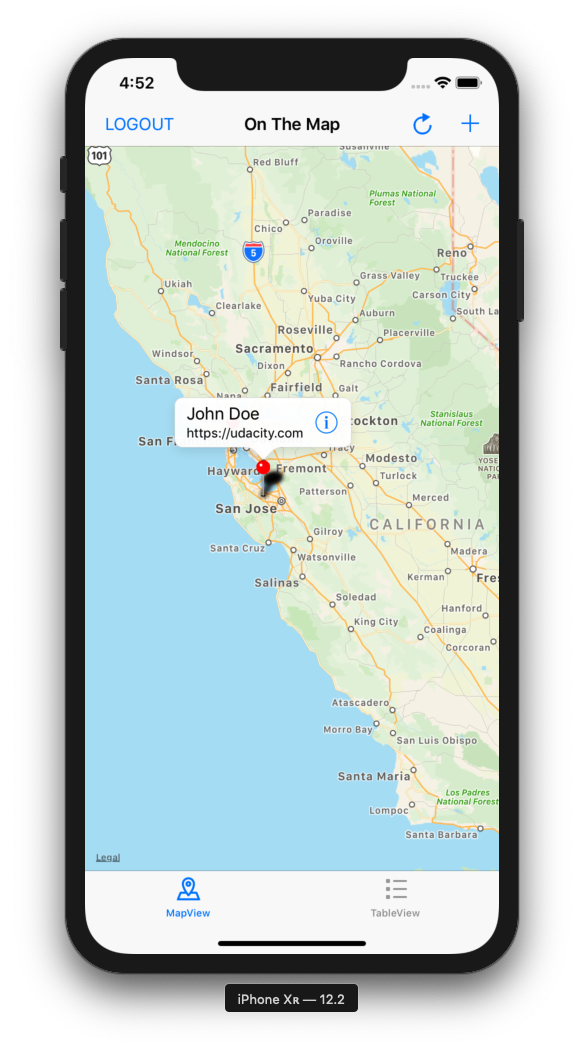 4:52
LOGOUT On The Map
101
Susanville
Red Bluff
Plumas National
Forest
Paradise
Chico
Oroville
Mendocino
National Forest
5
Reno
Grass Valley
Truckee
Ukiah
Yuba City
Carson City
Clearlake
Auburn
South La
Roseville
Placerville
Sacramento
Windsor
Dixon
Rancho Cordova
Santa Rosa
Fairfield
Galt
Napa
John Doe
https://udacity.com
tockton
Stanislaus
National Forest
San F
Tracy
Modesto
YOSE
NATIO
PAR
Hayward
Fremont
Turlock
Patterson
Merced
San Jose
CALIFORNIA
Gilroy
Santa Cruz
Madera
Watsonville
Kerman
Fres
Salinas
Soledad
Hanford
King City
Coalinga
Corcoran
Atascadero
Morro Bay
San Luis Obispo
Santa Maria
Los Padres
National Forest
Lompoc
Santa Barbara
Legal
MapView TableView
iPhone Xʀ — 12.2